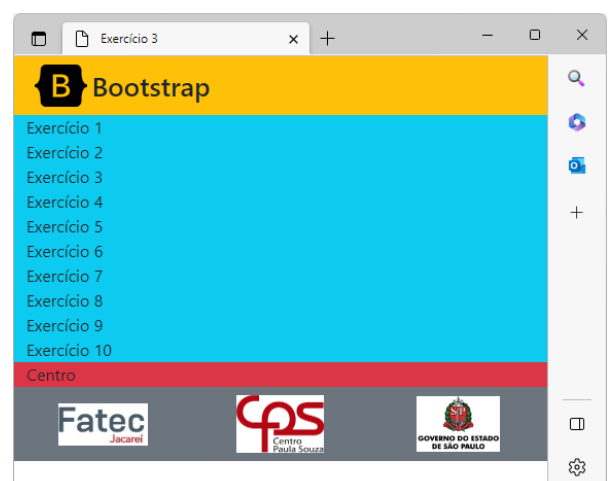 Exercício 3
B Bootstrap
Exercício 1
Exercício 2
Exercício 3
Exercício 4
Exercício 5
Exercício 6
Exercício 7
Exercício 8
Exercício 9
Exercício 10
Centro
Fatec
Jacareí
CPS
Centro
Paula Souza
GOVERNO DO ESTADO
DE SÃO PAULO